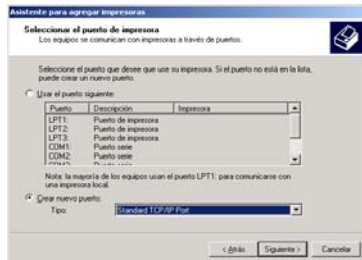 Asistente para agregar impresoras
Seleccionar el puerto de impresora
Los equipos se comunican con impresoras a través de puertos.
Seleccione el puerto que desee que use su impresora. Si el puerto no está en la lista,
puede crear un nuevo puerto.
Usar el puerto siguiente:
Puerto Descripción Impresora
LPT1: Puerto de impresora
LPT2: Puerto de impresora
LPT3: Puerto de impresora
COM1: Puerto serie
COM2: Puerto serie
COM3: Puerto serie
Nota: la mayoría de los equipos usan el puerto LPT1: para comunicarse con
una impresora local.
Crear nuevo puerto:
Tipo: Standard TCP/IP Port
< Atrás Siguiente > Cancelar